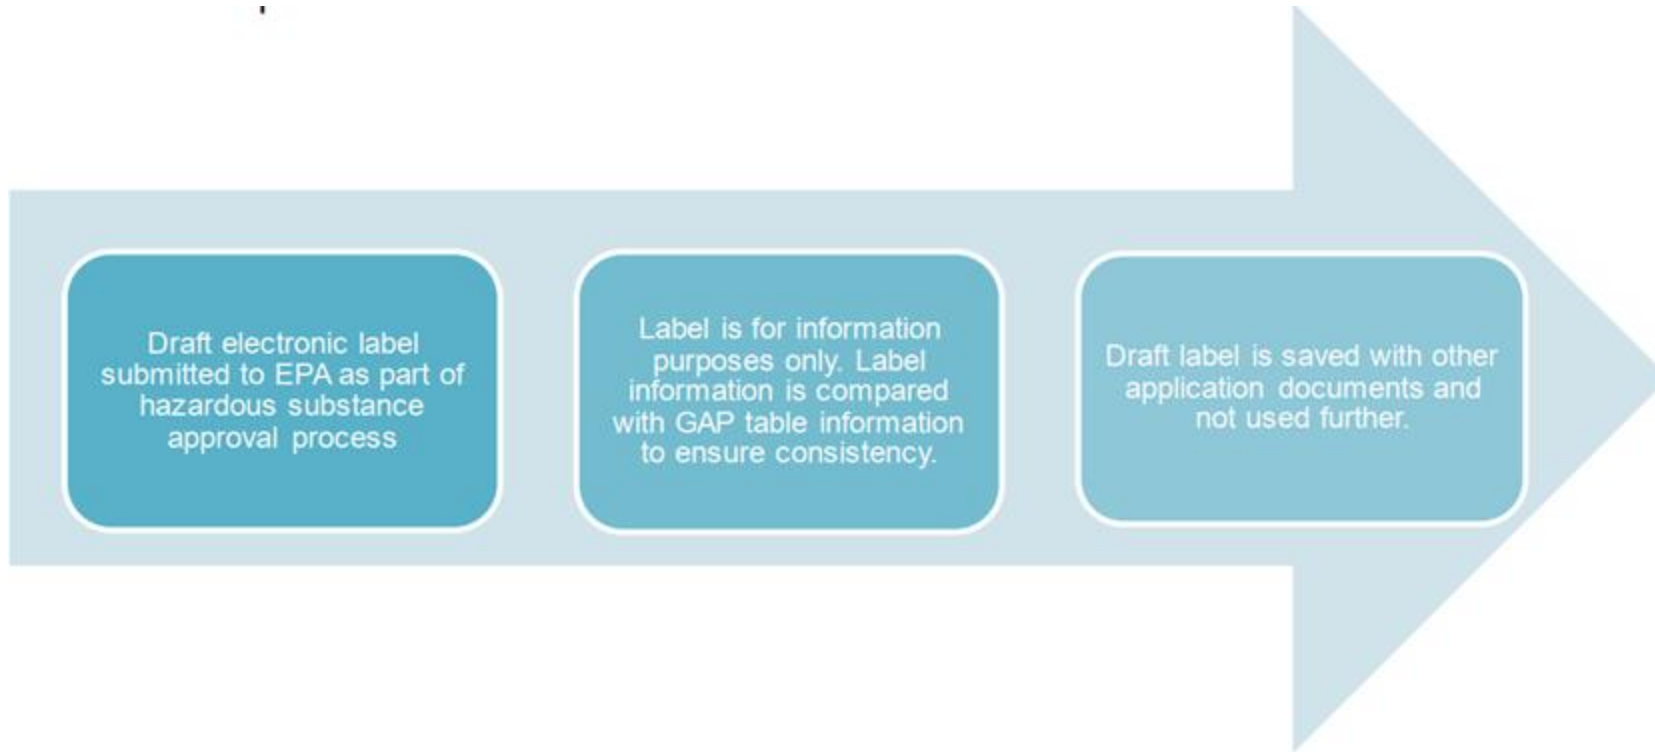 Draft electronic label
submitted to EPA as part of
hazardous substance
approval process
Label is for information
purposes only. Label
information is compared
with GAP table information
to ensure consistency.
Draft label is saved with other
application documents and
not used further.